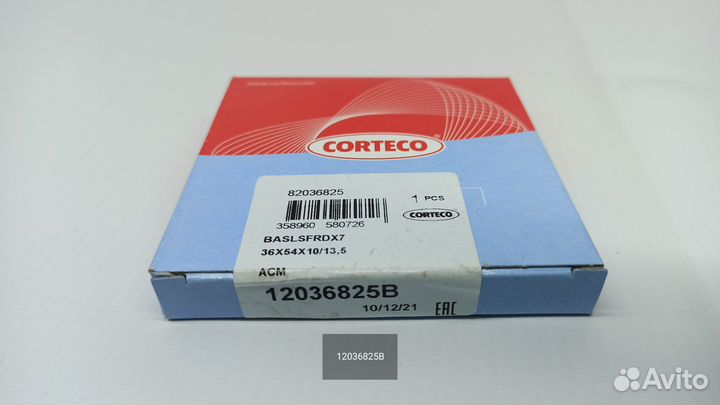 CORTECO
82036825
1 PCS
358960 580726
CORTECO
BASLSFRDX7
36X54X10/13,5
ACM
12036825B
10/12/21 EAC
12036825B
Avito